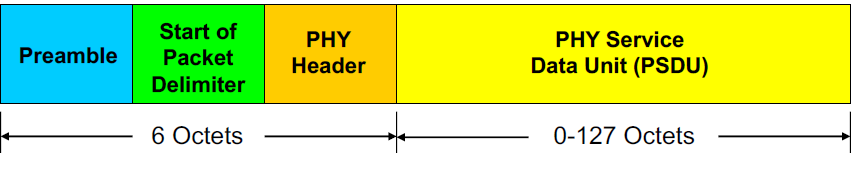 Preamble
Start of
Packet
Delimiter
PHY
Header
PHY Service
Data Unit (PSDU)
6 Octets
0-127 Octets